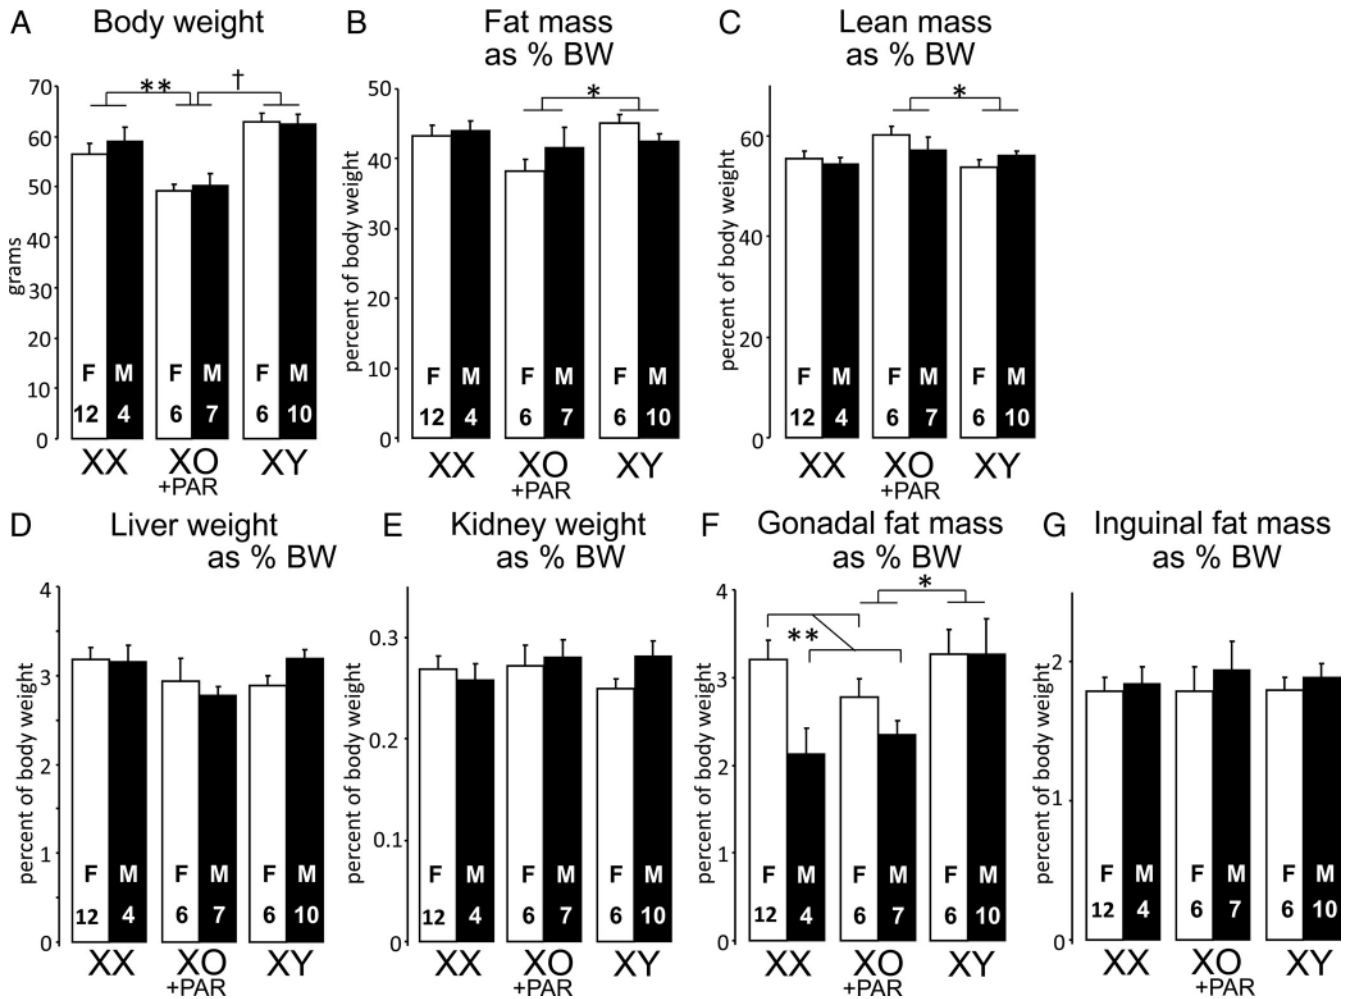 A Body weight
grams
70
60
50
40
30
20
10
0
** †
F M F M F M
12 4 6 7 6 10
XX XO XY
+PAR
B Fat mass
as % BW
percent of body weight
50
40
30
20
10
0
*
F M F M F M
12 4 6 7 6 10
XX XO XY
+PAR
C Lean mass
as % BW
percent of body weight
60
40
20
0
*
F M F M F M
12 4 6 7 6 10
XX XO XY
+PAR
D Liver weight
as % BW
percent of body weight
4
3
2
1
0
F M F M F M
12 4 6 7 6 10
XX XO XY
+PAR
E Kidney weight
as % BW
percent of body weight
0.3
0.2
0.1
0
F M F M F M
12 4 6 7 6 10
XX XO XY
+PAR
F Gonadal fat mass
as % BW
percent of body weight
4
3
2
1
0
*
**
F M F M F M
12 4 6 7 6 10
XX XO XY
+PAR
G Inguinal fat mass
as % BW
percent of body weight
2
1
0
F M F M F M
12 4 6 7 6 10
XX XO XY
+PAR